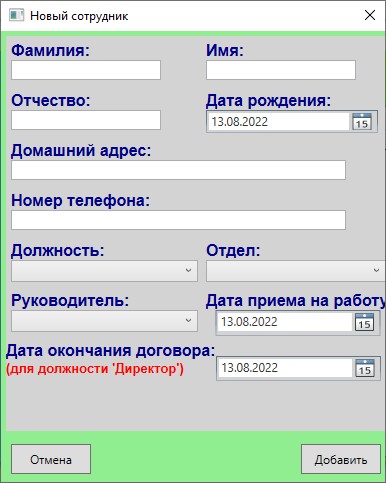 Новый сотрудник
Фамилия: Имя:
Отчество: Дата рождения:
13.08.2022 15
Домашний адрес:
Номер телефона:
Должность: Отдел:
Руководитель: Дата приема на работу
13.08.2022 15
Дата окончания договора:
(для должности 'Директор') 13.08.2022 15
Отмена Добавить